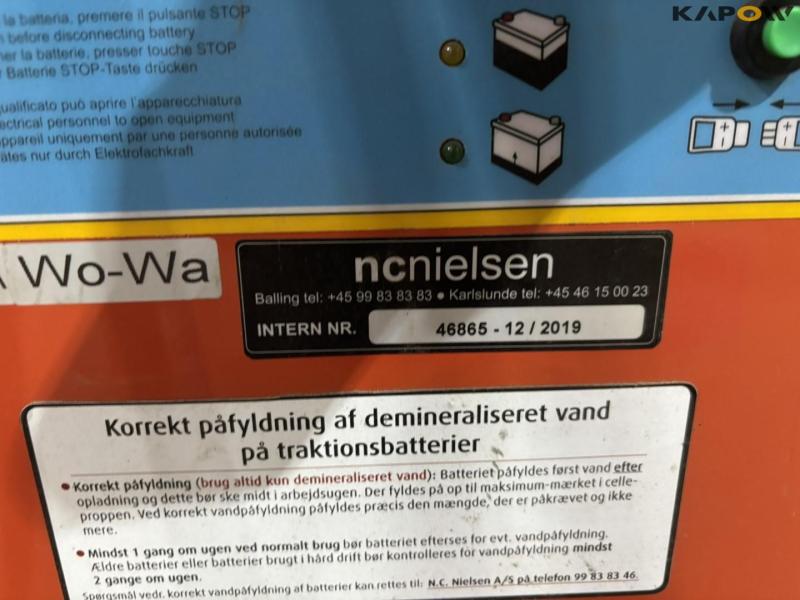 KAPOW
la batteria, premere il pulsante STOP
before disconnecting battery
la batterie, presser touche STOP
Batterie STOP-Taste drücken
qualificato può aprire l'apparecchiatura
personnel to open equipment
appareil uniquement par une personne autorisée
nur durch Elektrofachkraft
Wo-Wa
ncnielsen
Balling tel: +45 99 83 83 83 ● Karlslunde tel: +45 46 15 00 23
INTERN NR. 46865 - 12 / 2019
Korrekt påfyldning af demineraliseret vand
på traktionsbatterier
● Korrekt påfyldning (brug altid kun demineraliseret vand): Batteriet påfyldes først vand efter
opladning og dette bør ske midt i arbejdsugen. Der fyldes på op til maksimum-mærket i celle-
proppen. Ved korrekt vandpåfyldning påfyldes præcis den mængde, der er påkrævet og ikke
mere.
● Mindst 1 gang om ugen ved normalt brug bør batteriet efterses for evt. vandpåfyldning.
Ældre batterier eller batterier brugt i hård drift bør kontrolleres for vandpåfyldning mindst
2 gange om ugen.
Spørgsmål vedr. korrekt vandpåfyldning af batterier kan rettes til: N.C. Nielsen A/S på telefon 99 83 83 46.